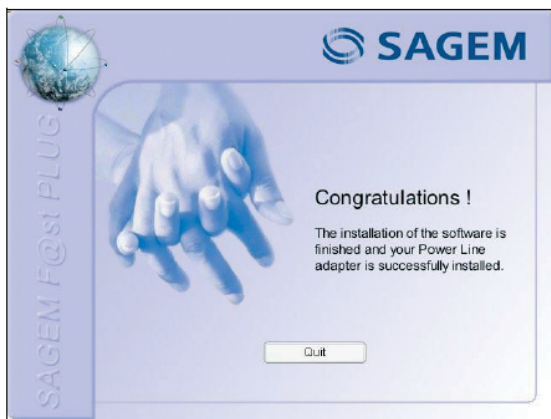 SAGEM
SAGEM F@st PLUG
Congratulations !
The installation of the software is
finished and your Power Line
adapter is successfully installed.
Quit